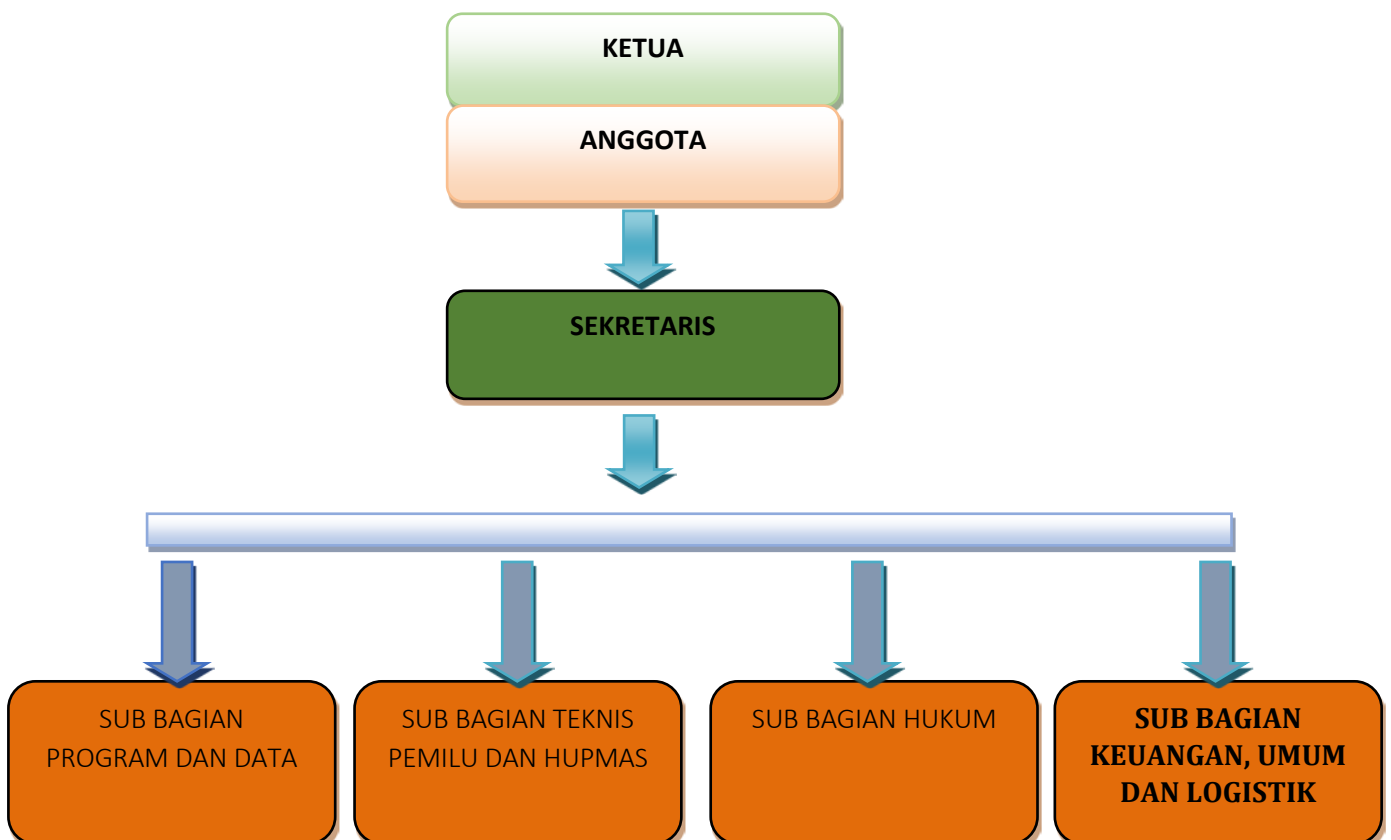 KETUA
ANGGOTA
SEKRETARIS
SUB BAGIAN
PROGRAM DAN DATA
SUB BAGIAN TEKNIS
PEMILU DAN HUPMAS
SUB BAGIAN HUKUM
SUB BAGIAN
KEUANGAN, UMUM
DAN LOGISTIK